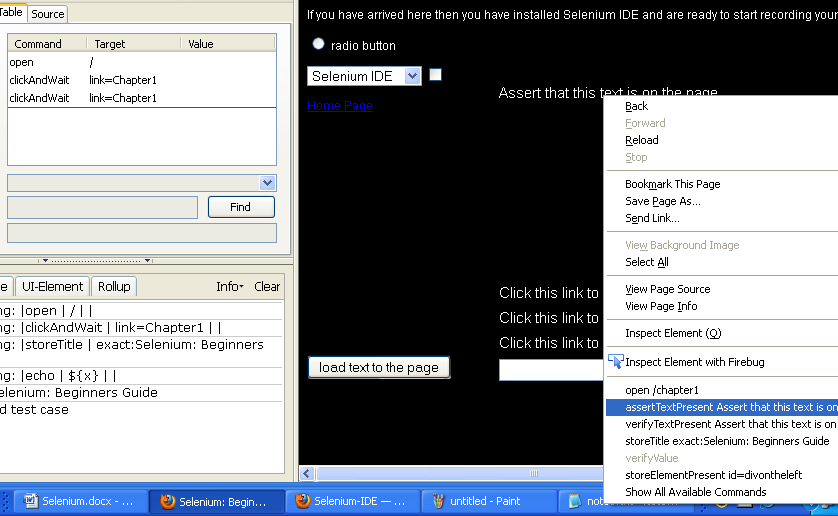 Table Source
Command Target Value
open /
clickAndWait link=Chapter1
clickAndWait link=Chapter1
Find
UI-Element Rollup Info Clear
ng: |open | / | |
ng: |clickAndWait | link=Chapter1 | |
ng: |storeTitle | exact:Selenium: Beginners
ng: |echo | ${x} | |
elenium: Beginners Guide
d test case
If you have arrived here then you have installed Selenium IDE and are ready to start recording your
radio button
Selenium IDE
Home Page
Assert that this text is on the page
Click this link to
Click this link to
Click this link to
load text to the page
Back
Forward
Reload
Stop
Bookmark This Page
Save Page As...
Send Link...
View Background Image
Select All
View Page Source
View Page Info
Inspect Element (Q)
Inspect Element with Firebug
open /chapter1
assertTextPresent Assert that this text is on
verifyTextPresent Assert that this text is on
storeTitle exact:Selenium: Beginners Guide
verifyValue
storeElementPresent id=divontheleft
Show All Available Commands
Selenium.docx - ... Selenium: Begin... Selenium-IDE — ... untitled - Paint